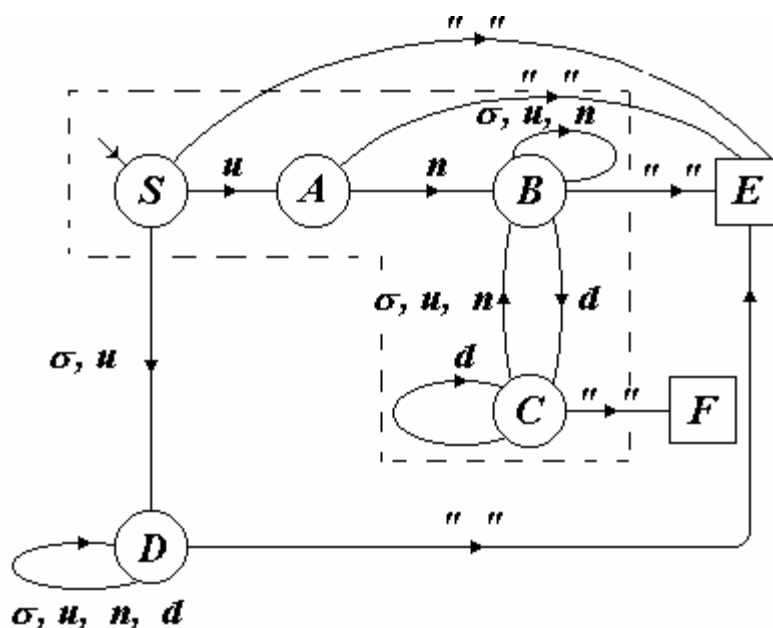 " "
" "
σ, u, n
S u A n B " " E
σ, u, n d
σ, u
d
C " " F
" "
D
σ, u, n, d